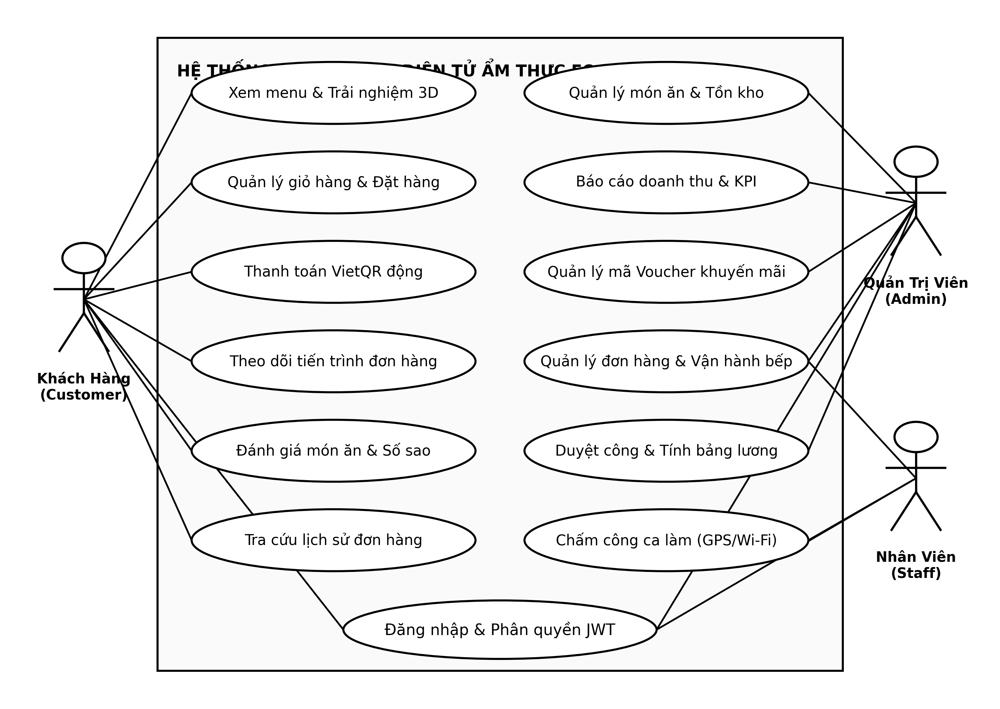 HỆ THỐNG ĐIỆN TỬ ẨM THỰC
Xem menu & Trải nghiệm 3D
Quản lý món ăn & Tồn kho
Quản lý giỏ hàng & Đặt hàng
Báo cáo doanh thu & KPI
Thanh toán VietQR động
Quản lý mã Voucher khuyến mãi
Quản Trị Viên
(Admin)
Theo dõi tiến trình đơn hàng
Quản lý đơn hàng & Vận hành bếp
Khách Hàng
(Customer)
Đánh giá món ăn & Số sao
Duyệt công & Tính bảng lương
Tra cứu lịch sử đơn hàng
Chấm công ca làm (GPS/Wi-Fi)
Nhân Viên
(Staff)
Đăng nhập & Phân quyền JWT